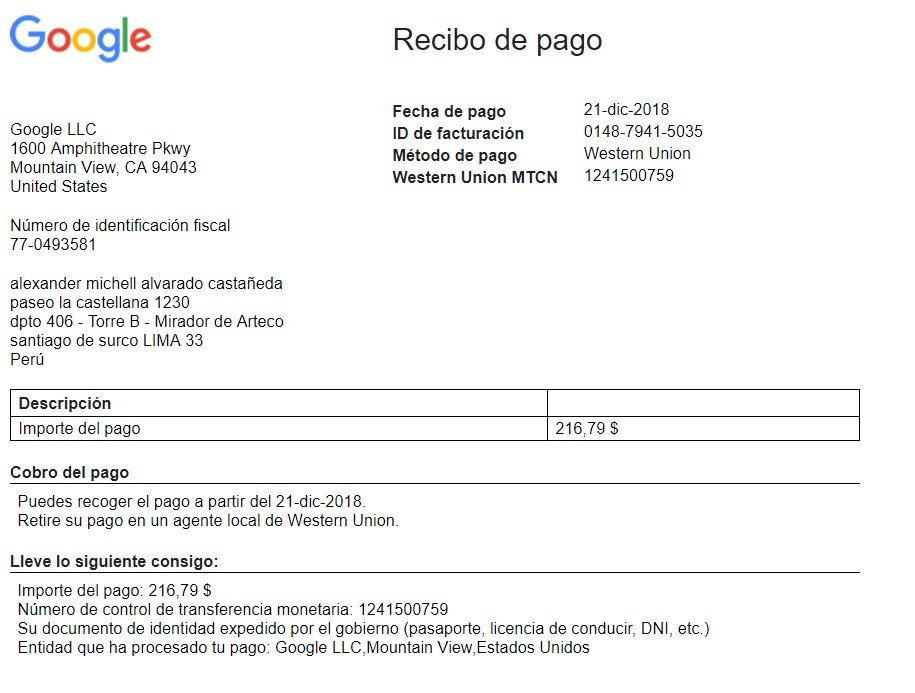 Google
Recibo de pago
Fecha de pago 21-dic-2018
ID de facturación 0148-7941-5035
Método de pago Western Union
Western Union MTCN 1241500759
Google LLC
1600 Amphitheatre Pkwy
Mountain View, CA 94043
United States
Número de identificación fiscal
77-0493581
alexander michell alvarado castañeda
paseo la castellana 1230
dpto 406 - Torre B - Mirador de Arteco
santiago de surco LIMA 33
Perú
Descripción
Importe del pago 216,79 $
Cobro del pago
Puedes recoger el pago a partir del 21-dic-2018.
Retire su pago en un agente local de Western Union.
Lleve lo siguiente consigo:
Importe del pago: 216,79 $
Número de control de transferencia monetaria: 1241500759
Su documento de identidad expedido por el gobierno (pasaporte, licencia de conducir, DNI, etc.)
Entidad que ha procesado tu pago: Google LLC,Mountain View,Estados Unidos